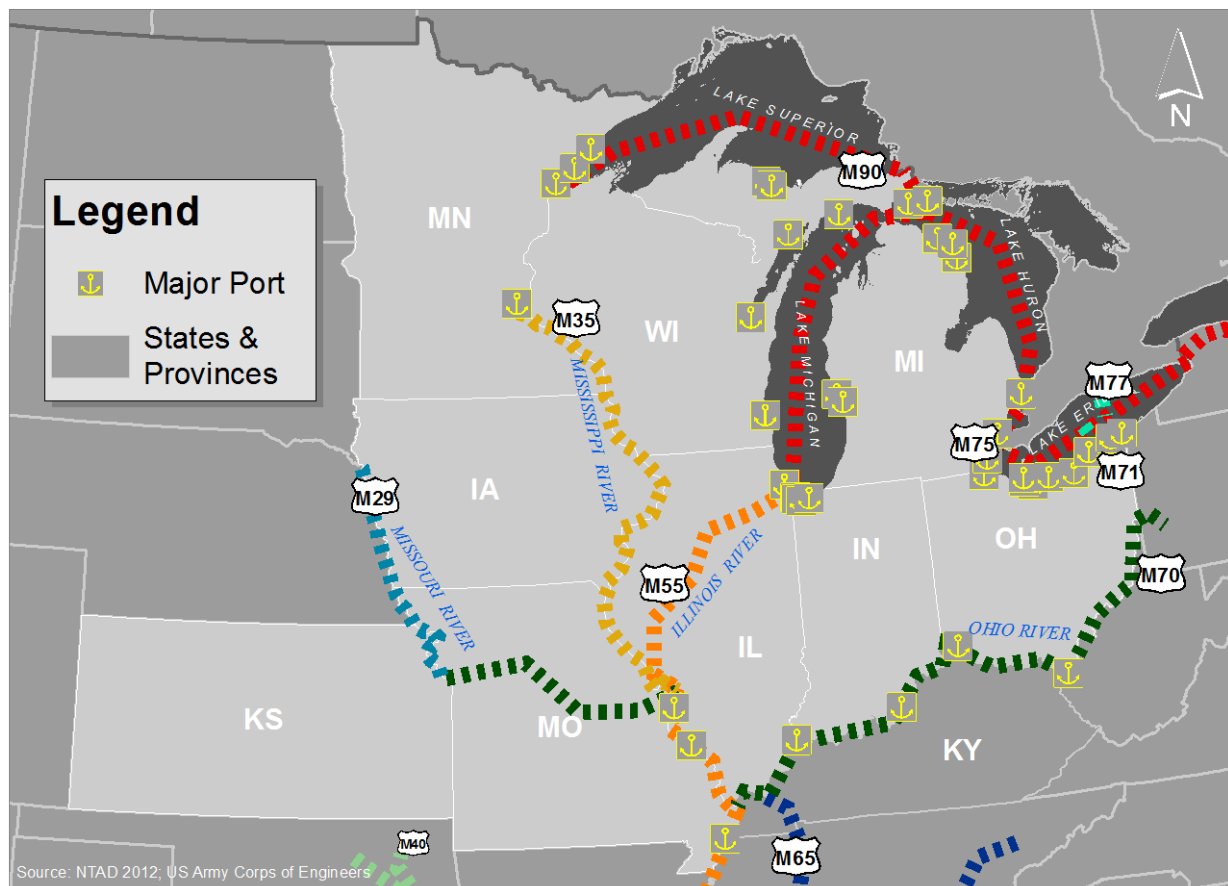 LAKE SUPERIOR
N
M90
Legend
MN
Major Port
LAKE HURON
M35
WI
LAKE MICHIGAN
MI
States &
Provinces
MISSISSIPPI RIVER
M77
LAKE ERIE
M75
M71
M29
IA
MISSOURI RIVER
IN
OH
M55
ILLINOIS RIVER
M70
OHIO RIVER
IL
KS
MO
KY
M40
M65
Source: NTAD 2012; US Army Corps of Engineers